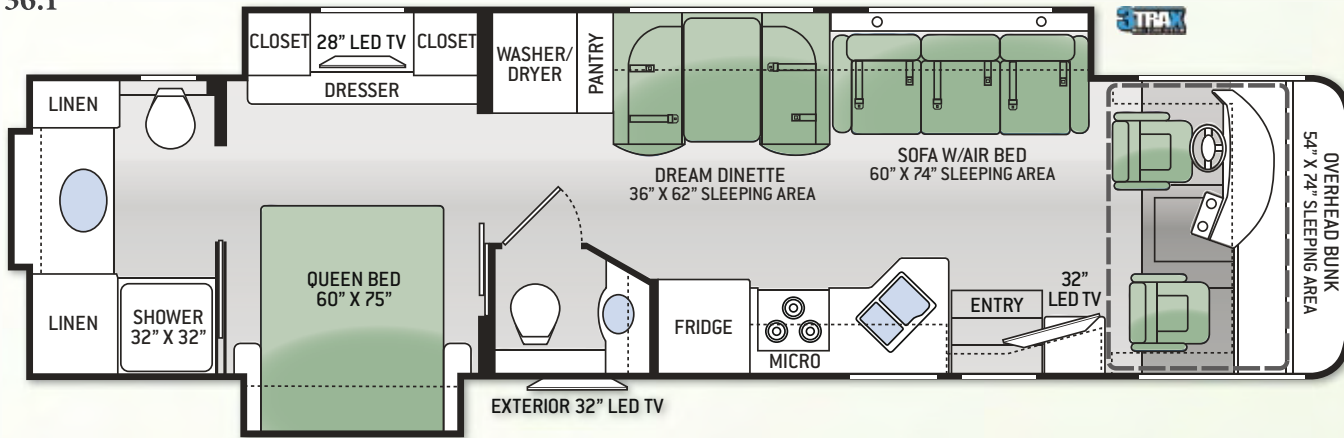 36.1
3TRAX
CLOSET
28” LED TV
CLOSET
DRESSER
WASHER/
DRYER
PANTRY
LINEN
DREAM DINETTE
36” X 62” SLEEPING AREA
SOFA W/AIR BED
60” X 74” SLEEPING AREA
OVERHEAD BUNK
54” X 74” SLEEPING AREA
QUEEN BED
60” X 75”
LINEN
SHOWER
32” X 32”
FRIDGE
MICRO
ENTRY
32”
LED TV
EXTERIOR 32” LED TV